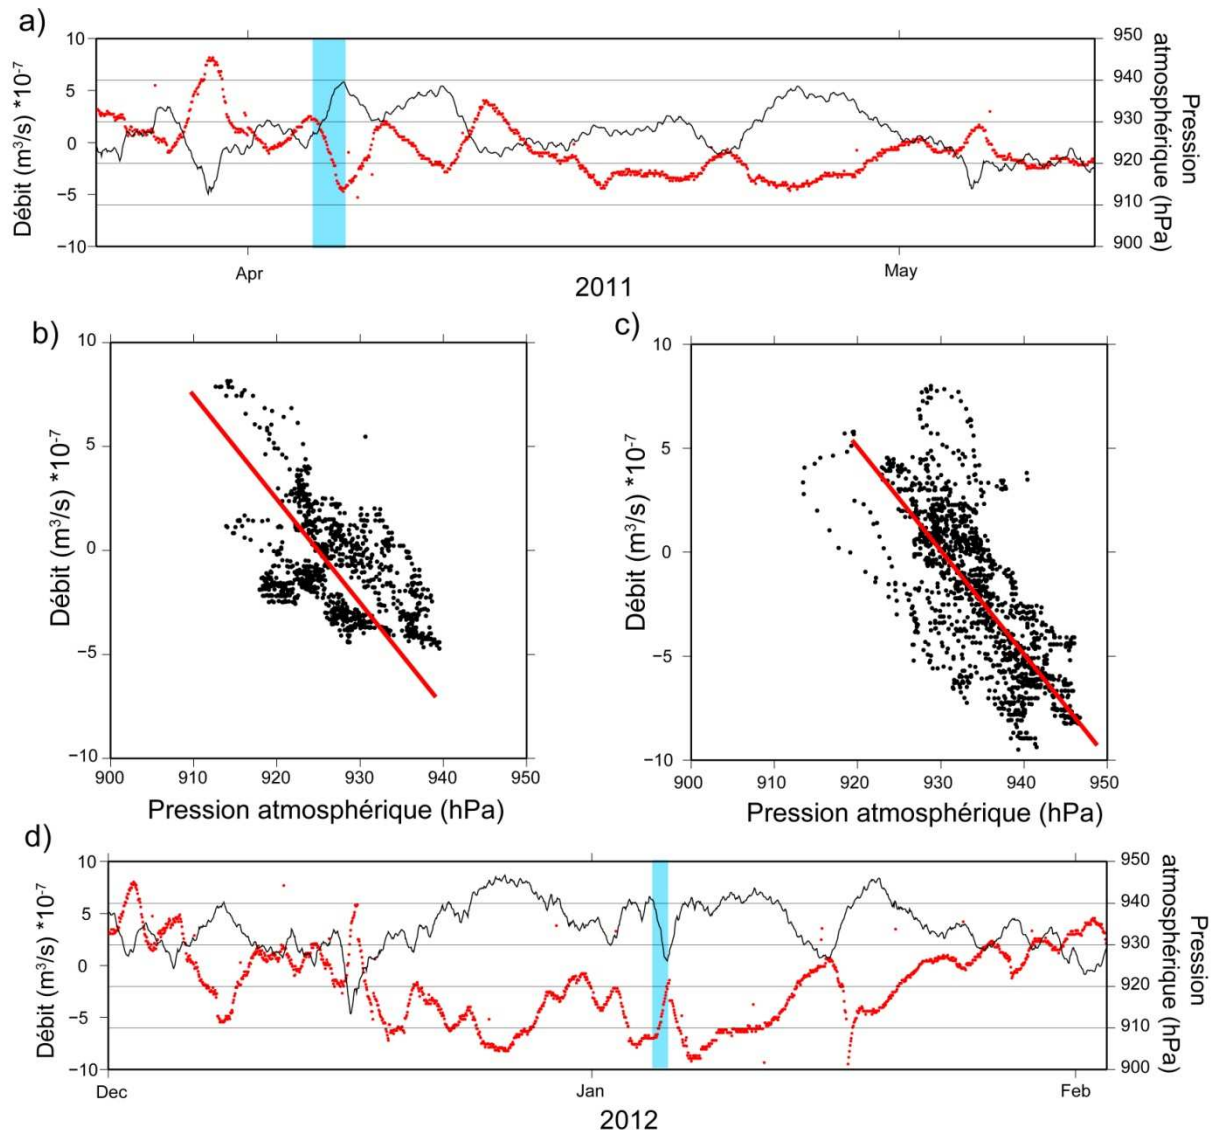 a)
Débit (m³/s) *10⁻⁷
10
5
0
−5
−10
950
940
930
920
910
900
Pression
atmosphérique (hPa)
Apr
May
2011
b)
Débit (m³/s) *10⁻⁷
10
5
0
−5
−10
900
910
920
930
940
950
Pression atmosphérique (hPa)
c)
Débit (m³/s) *10⁻⁷
10
5
0
−5
−10
900
910
920
930
940
950
Pression atmosphérique (hPa)
d)
Débit (m³/s) *10⁻⁷
10
5
0
−5
−10
950
940
930
920
910
900
Pression
atmosphérique (hPa)
Dec
Jan
Feb
2012